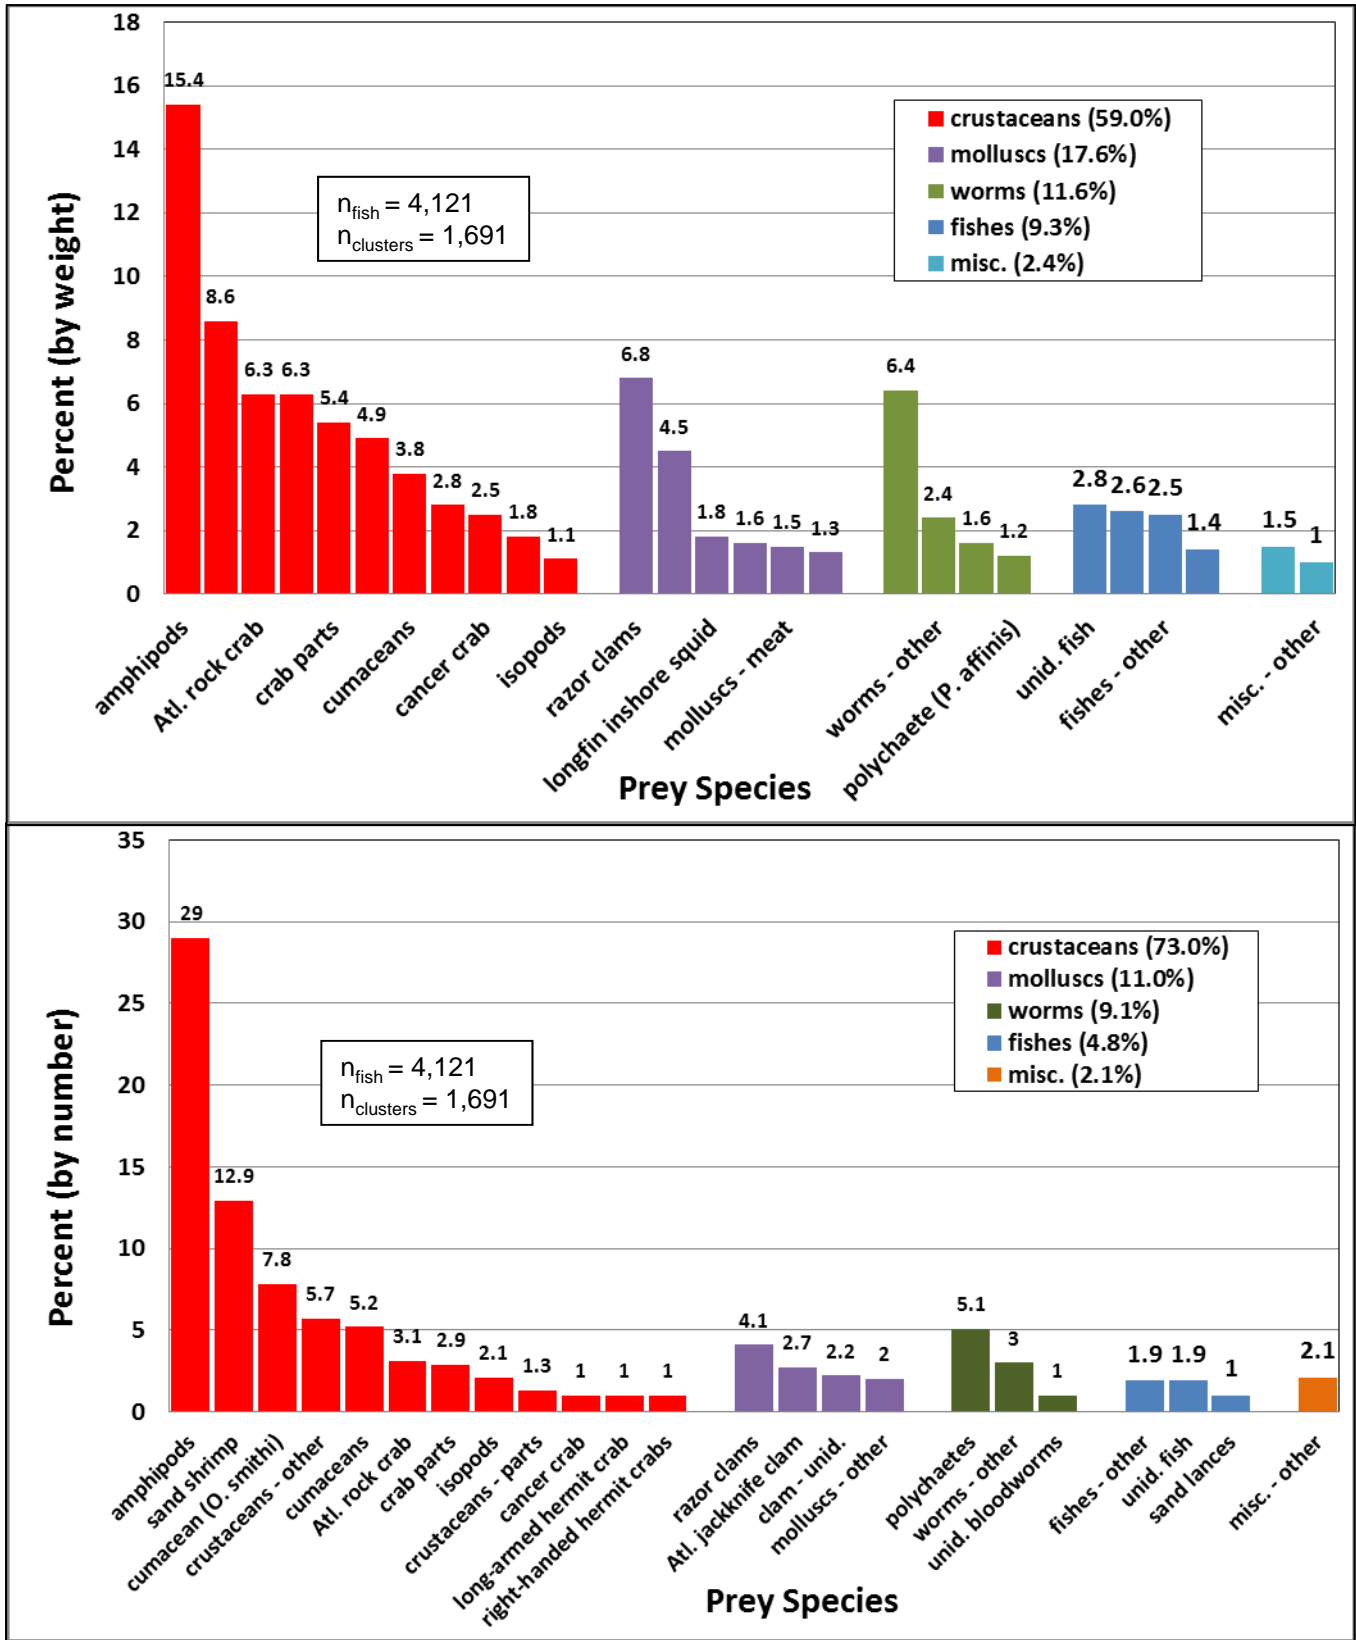 18
16
14
12
10
8
6
4
2
0
Percent (by weight)
15.4
8.6
6.3
6.3
5.4
4.9
3.8
2.8
2.5
1.8
1.1
6.8
4.5
1.8
1.6
1.5
1.3
6.4
2.4
1.6
1.2
2.8
2.6
2.5
1.4
1.5
1
n_fish = 4,121
n_clusters = 1,691
crustaceans (59.0%)
molluscs (17.6%)
worms (11.6%)
fishes (9.3%)
misc. (2.4%)
amphipods
Atl. rock crab
crab parts
cumaceans
cancer crab
isopods
razor clams
longfin inshore squid
molluscs - meat
worms - other
polychaete (P. affinis)
unid. fish
fishes - other
misc. - other
Prey Species
35
30
25
20
15
10
5
0
Percent (by number)
29
12.9
7.8
5.7
5.2
3.1
2.9
2.1
1.3
1
1
1
4.1
2.7
2.2
2
5.1
3
1
1.9
1.9
1
2.1
n_fish = 4,121
n_clusters = 1,691
crustaceans (73.0%)
molluscs (11.0%)
worms (9.1%)
fishes (4.8%)
misc. (2.1%)
amphipods
sand shrimp
cumacean (O. smithi)
crustaceans - other
cumaceans
Atl. rock crab
crab parts
isopods
crustaceans - parts
cancer crab
long-armed hermit crab
right-handed hermit crabs
razor clams
Atl. jackknife clam
clam - unid.
molluscs - other
polychaetes
worms - other
unid. bloodworms
fishes - other
unid. fish
sand lances
misc. - other
Prey Species